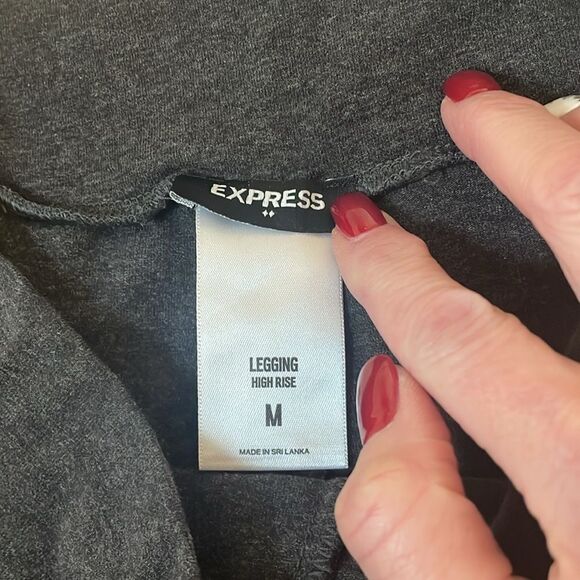 EXPRESS
LEGGING
HIGH RISE
M
MADE IN SRI LANKA